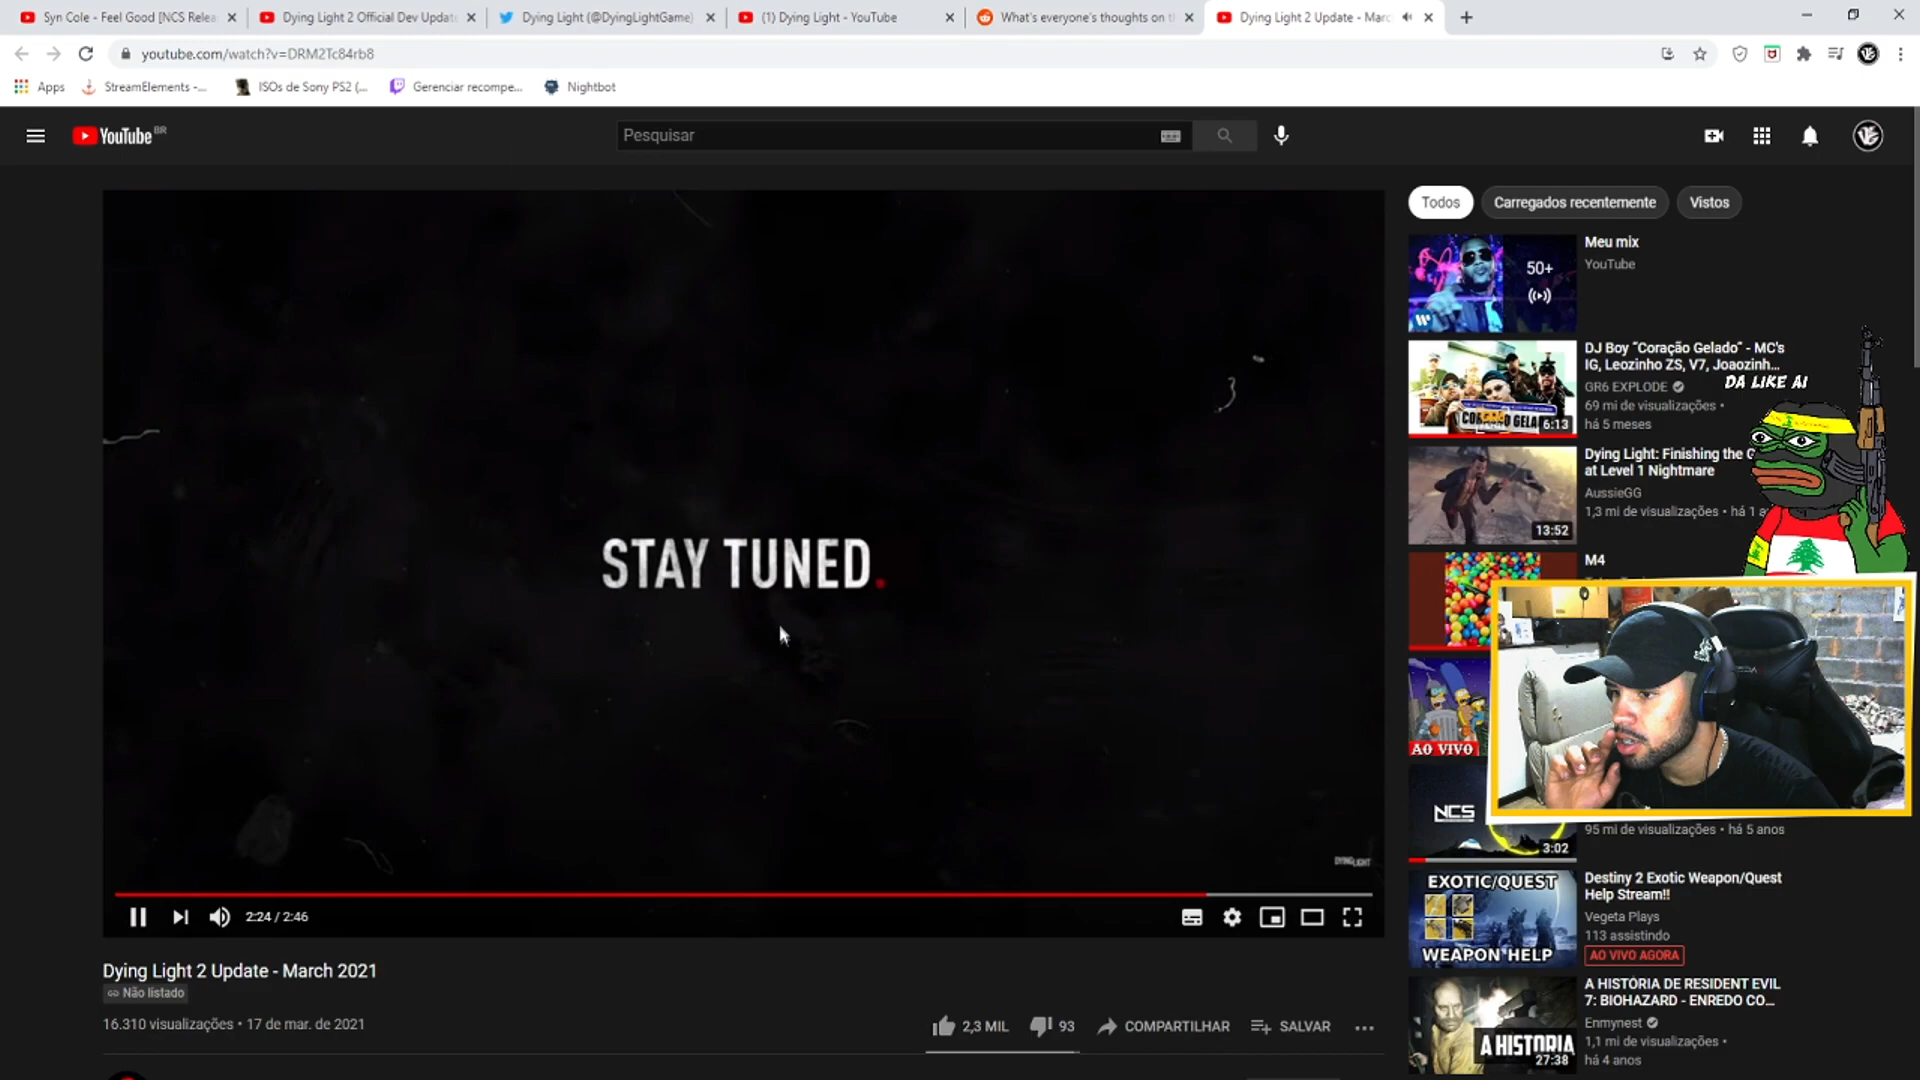 Syn Cole - Feel Good [NCS Relea
Dying Light 2 Official Dev Update
Dying Light (@DyingLightGame)
(1) Dying Light - YouTube
What's everyone's thoughts on t
Dying Light 2 Update - Marc
youtube.com/watch?v=DRM2Tc84rb8
Apps
StreamElements -...
ISOs de Sony PS2 (...
Gerenciar recompe...
Nightbot
YouTube BR
Pesquisar
Todos
Carregados recentemente
Vistos
STAY TUNED.
DYING LIGHT
2:24 / 2:46
Dying Light 2 Update - March 2021
Não listado
16.310 visualizações • 17 de mar. de 2021
2,3 MIL
93
COMPARTILHAR
SALVAR
50+
Meu mix
YouTube
DJ Boy “Coração Gelado” - MC's
IG, Leozinho ZS, V7, Joaozinh...
GR6 EXPLODE
69 mi de visualizações •
há 5 meses
6:13
DA LIKE AI
Dying Light: Finishing the G
at Level 1 Nightmare
AussieGG
1,3 mi de visualizações • há 1 a
13:52
M4
AO VIVO
NCS
3:02
95 mi de visualizações • há 5 anos
EXOTIC/QUEST
WEAPON HELP
Destiny 2 Exotic Weapon/Quest
Help Stream!!
Vegeta Plays
113 assistindo
AO VIVO AGORA
A HISTORIA
27:38
A HISTÓRIA DE RESIDENT EVIL
7: BIOHAZARD - ENREDO CO...
Enmynest
1,1 mi de visualizações •
há 4 anos